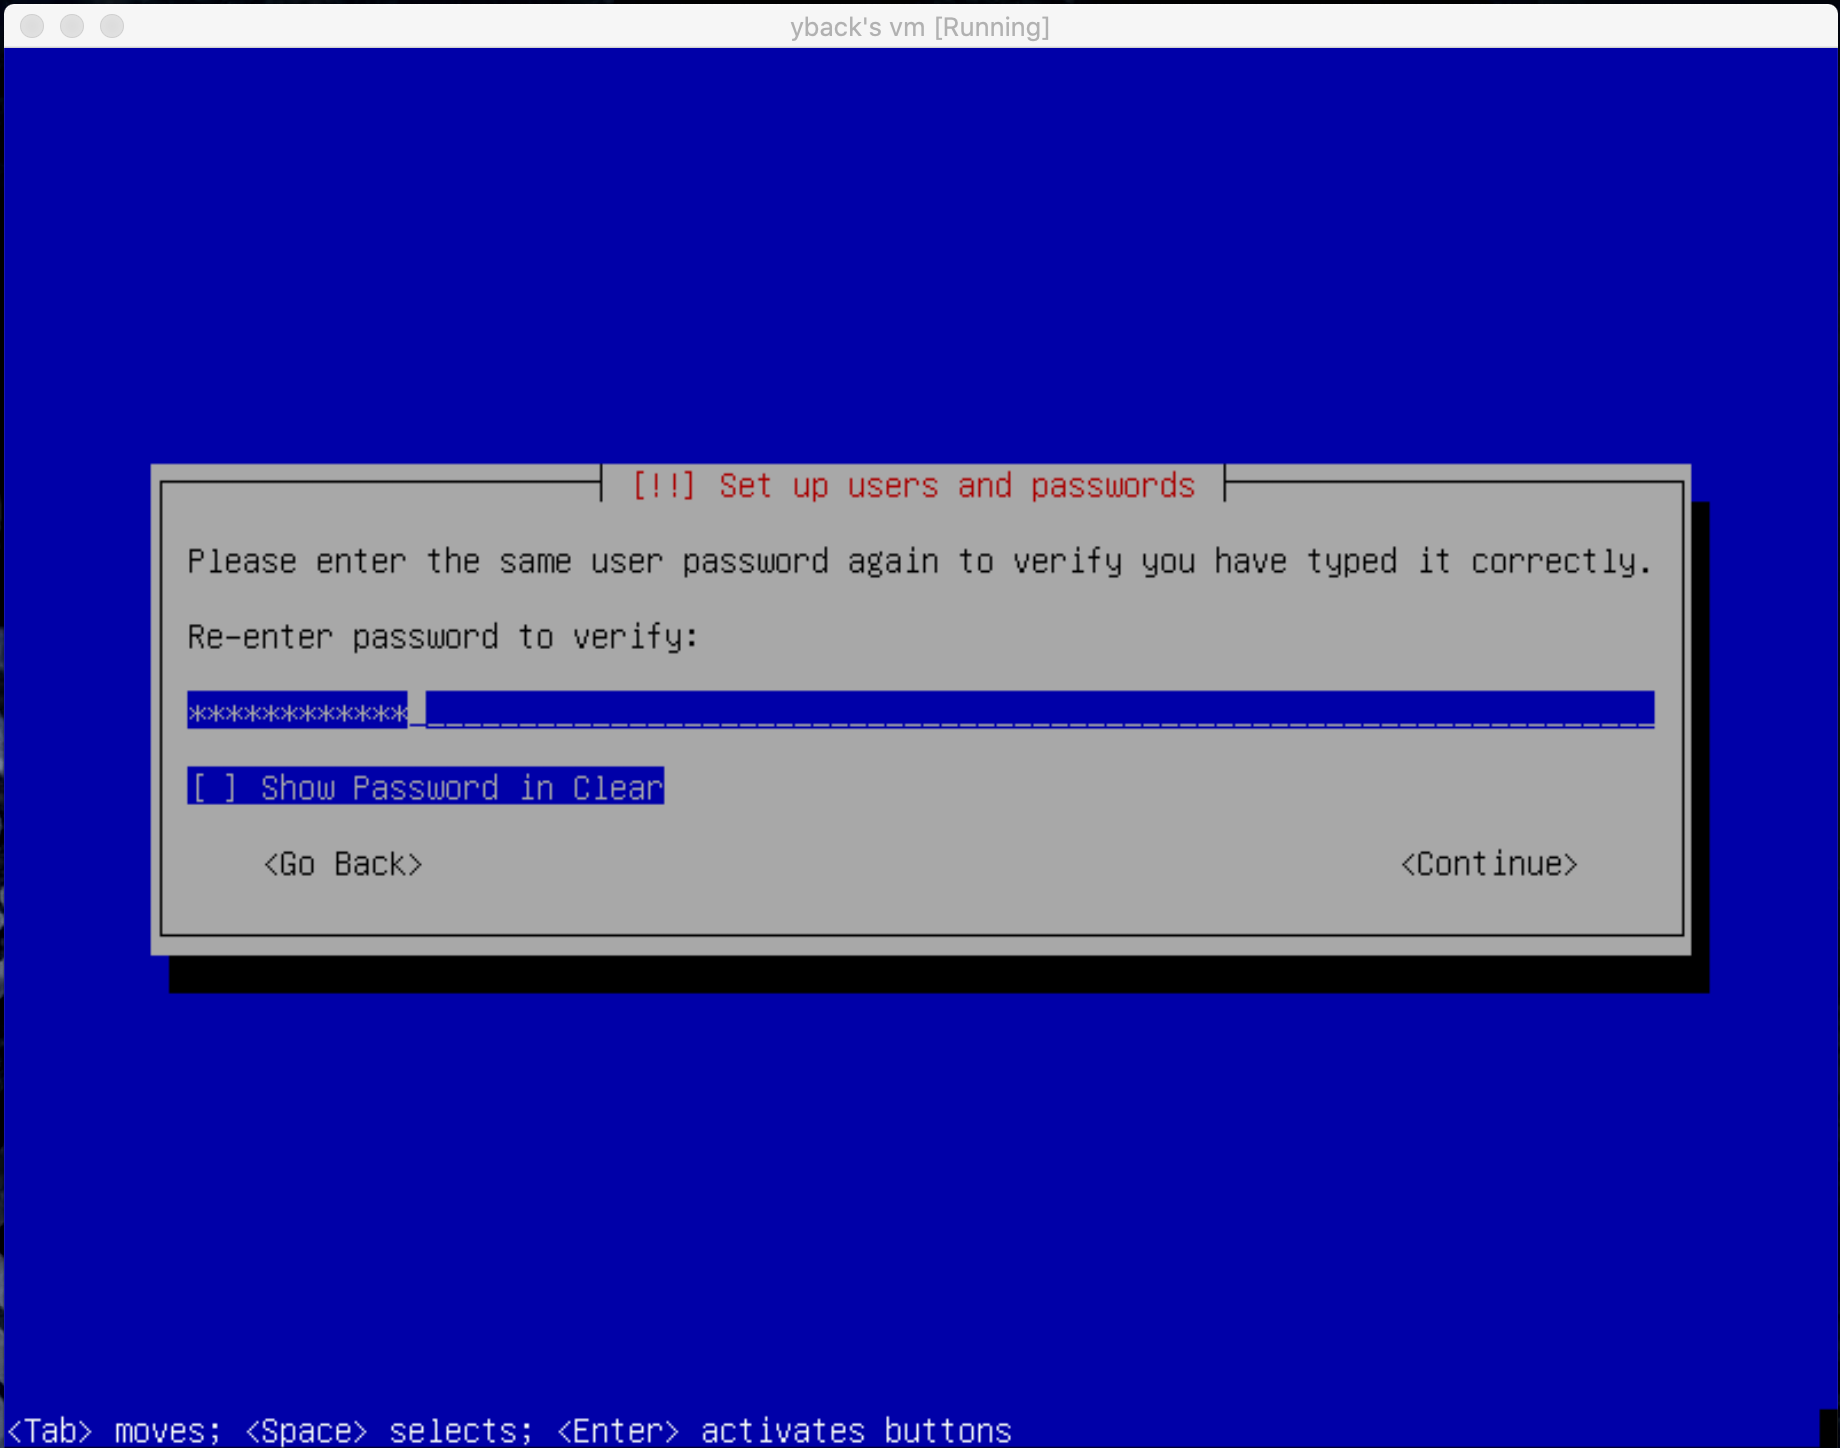 yback's vm [Running]
[!!] Set up users and passwords
Please enter the same user password again to verify you have typed it correctly.
Re-enter password to verify:
************___________________________________________________________________
[ ] Show Password in Clear
<Go Back> <Continue>
<Tab> moves; <Space> selects; <Enter> activates buttons